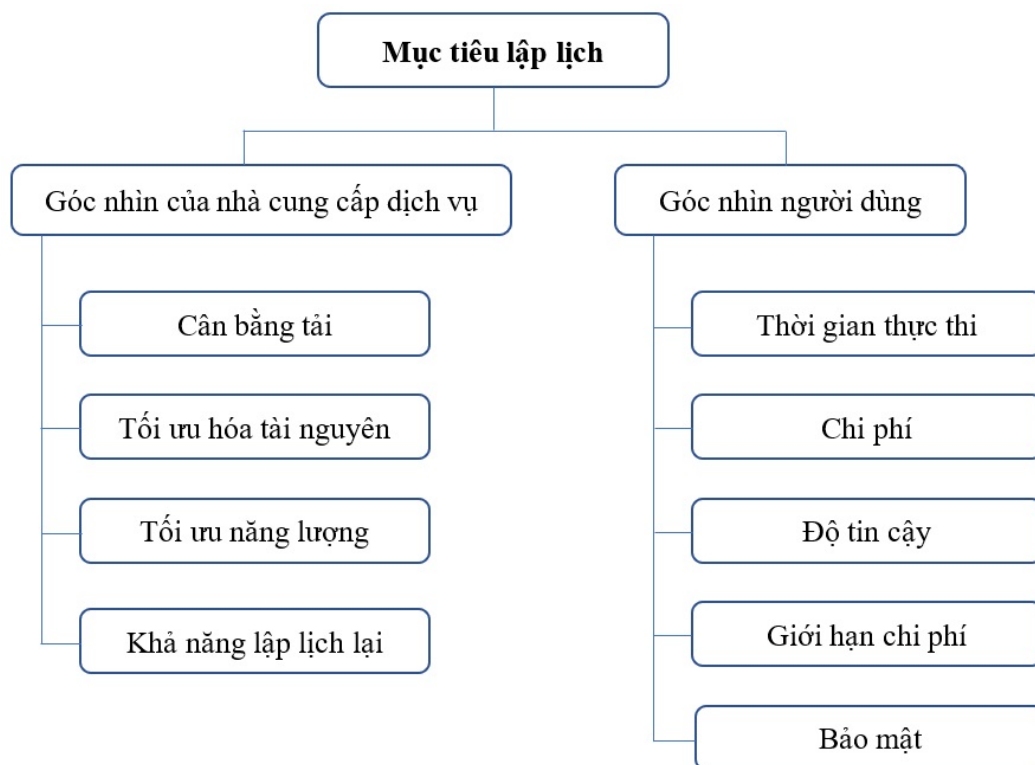 Mục tiêu lập lịch
Góc nhìn của nhà cung cấp dịch vụ
Cân bằng tải
Tối ưu hóa tài nguyên
Tối ưu năng lượng
Khả năng lập lịch lại
Góc nhìn người dùng
Thời gian thực thi
Chi phí
Độ tin cậy
Giới hạn chi phí
Bảo mật